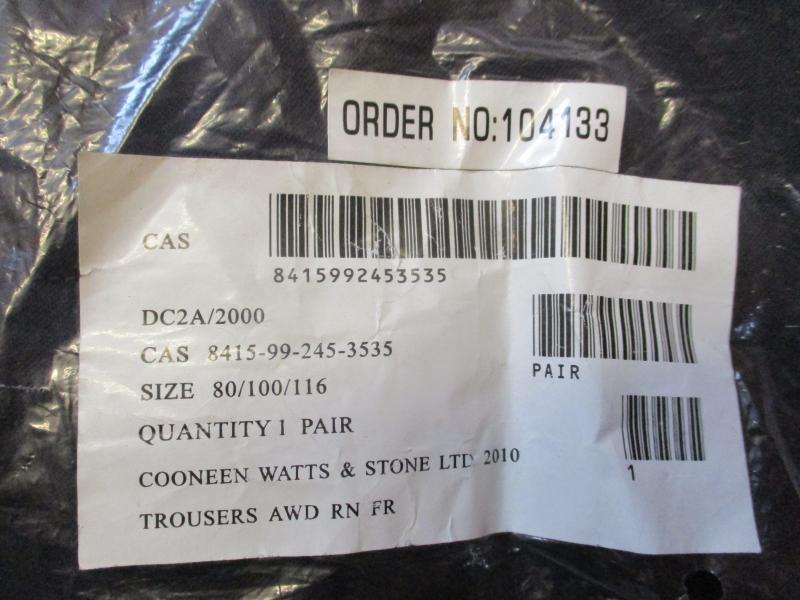 ORDER NO:104133
CAS
8415992453535
DC2A/2000
CAS 8415-99-245-3535
PAIR
SIZE 80/100/116
QUANTITY 1 PAIR
1
COONEEN WATTS & STONE LTD 2010
TROUSERS AWD RN FR